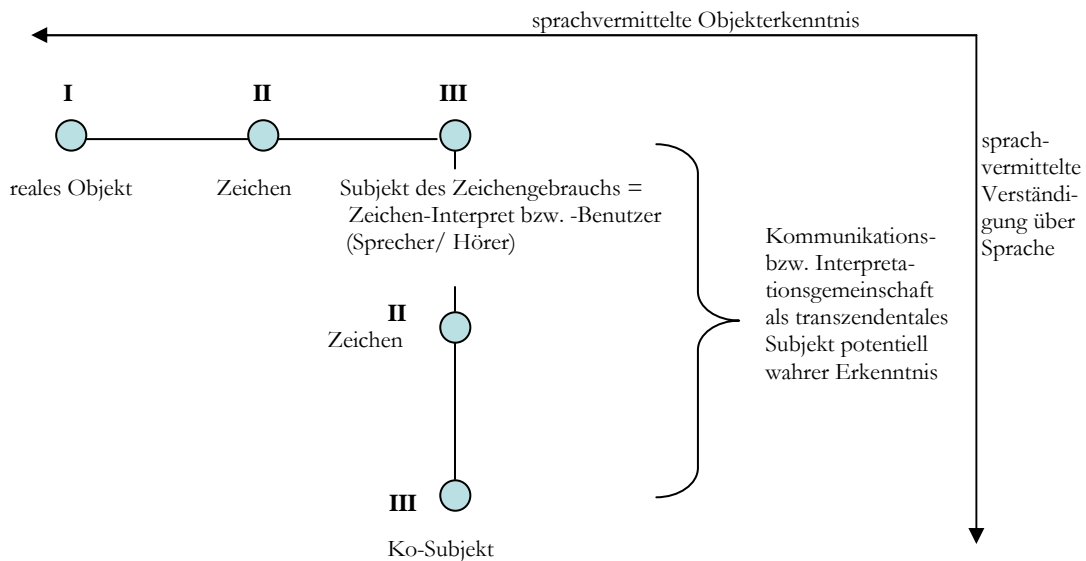 sprachvermittelte Objekterkenntnis
I
II
III
reales Objekt
Zeichen
Subjekt des Zeichengebrauchs =
Zeichen-Interpret bzw. -Benutzer
(Sprecher/ Hörer)
sprach-
vermittelte
Verständi-
gung über
Sprache
Kommunikations-
bzw. Interpreta-
tionsgemeinschaft
als transzendentales
Subjekt potentiell
wahrer Erkenntnis
II
Zeichen
III
Ko-Subjekt